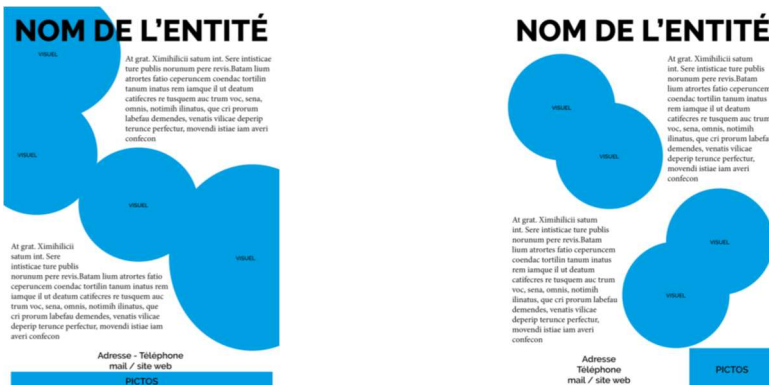 NOM DE L'ENTITÉ
VISUEL
At grat. Ximihilicii satum int. Sere intisticae
ture publis norunum pere revis.Batam lium
atrortes fatio ceperuncem coendac tortilin
tanum inatus rem iamque il ut deatum
catifecres re tusquem auc trum voc, sena,
omnis, notimih ilinatus, que cri prorum
labefau demendes, venatis vilicae deperip
terunce perfectur, movendi istiae iam averi
confecon
VISUEL
VISUEL
VISUEL
At grat. Ximihilicii
satum int. Sere
intisticae ture publis
norunum pere revis.Batam lium atrortes fatio
ceperuncem coendac tortilin tanum inatus rem
iamque il ut deatum catifecres re tusquem auc
trum voc, sena, omnis, notimih ilinatus, que
cri prorum labefau demendes, venatis vilicae
deperip terunce perfectur, movendi istiae iam
averi confecon
Adresse - Téléphone
mail / site web
PICTOS
NOM DE L'ENTITÉ
At grat. Ximihilicii satum
int. Sere intisticae ture publis
norunum pere revis.Batam
lium atrortes fatio ceperuncem
coendac tortilin tanum inatus
rem iamque il ut deatum
catifecres re tusquem auc trum
voc, sena, omnis, notimih
ilinatus, que cri prorum labefau
demendes, venatis vilicae
deperip terunce perfectur,
movendi istiae iam averi
confecon
VISUEL
VISUEL
At grat. Ximihilicii satum
int. Sere intisticae ture publis
norunum pere revis.Batam
lium atrortes fatio ceperuncem
coendac tortilin tanum inatus
rem iamque il ut deatum
catifecres re tusquem auc trum
voc, sena, omnis, notimih
ilinatus, que cri prorum labefau
demendes, venatis vilicae
deperip terunce perfectur,
movendi istiae iam averi
confecon
VISUEL
VISUEL
Adresse
Téléphone
mail / site web
PICTOS